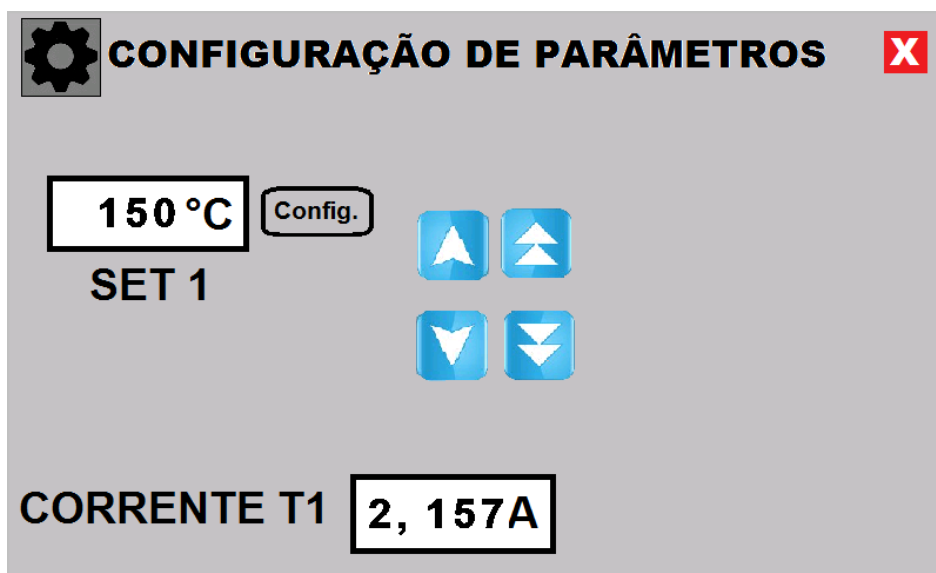 CONFIGURAÇÃO DE PARÂMETROS X
150 °C Config.
SET 1
CORRENTE T1 2, 157A